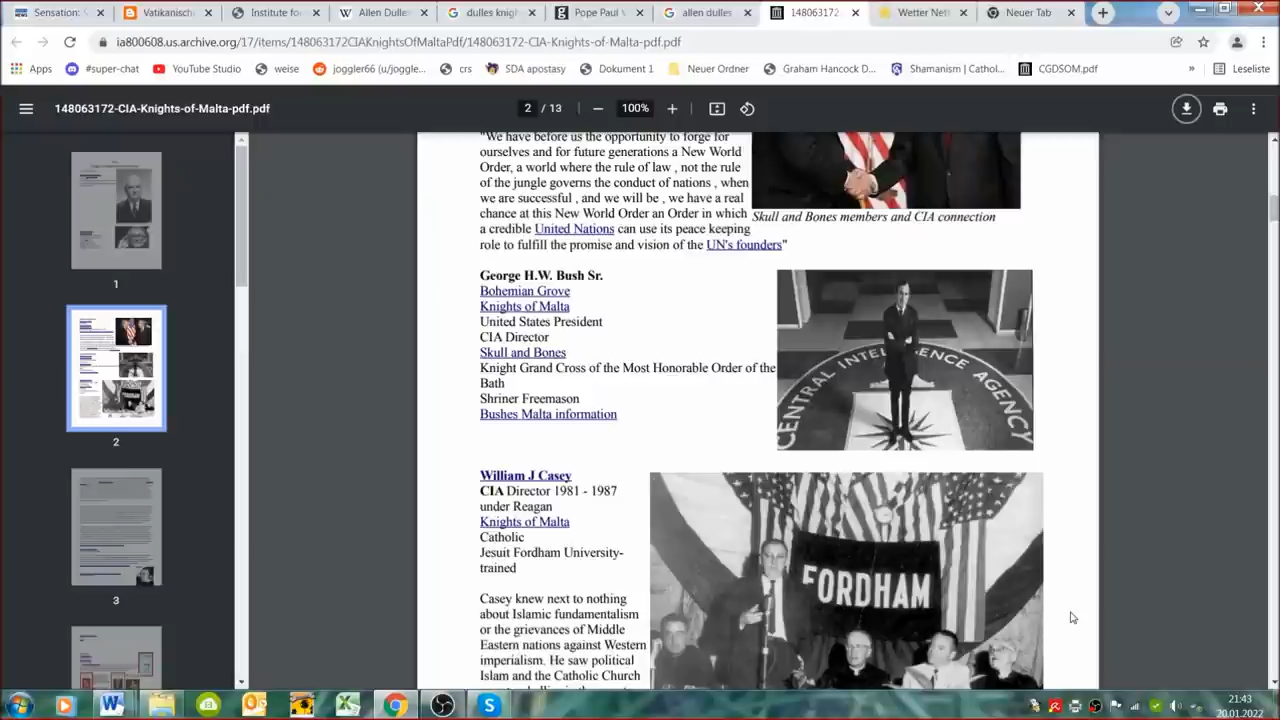 Sensation: S
Vatikanisch
Institute fo
Allen Dulle
dulles knigh
Pope Paul V
allen dulles
148063172
Wetter Nett
Neuer Tab
ia800608.us.archive.org/17/items/148063172CIAKnightsOfMaltaPdf/148063172-CIA-Knights-of-Malta-pdf.pdf
Apps
#super-chat
YouTube Studio
weise
joggler66 (u/joggle...
crs
SDA apostasy
Dokument 1
Neuer Ordner
Graham Hancock D...
Shamanism | Cathol...
CGDSOM.pdf
»
Leseliste
148063172-CIA-Knights-of-Malta-pdf.pdf
2 / 13
100%
1
2
3
"We have before us the opportunity to forge for
ourselves and for future generations a New World
Order, a world where the rule of law , not the rule
of the jungle governs the conduct of nations , when
we are successful , and we will be , we have a real
chance at this New World Order an Order in which
a credible United Nations can use its peace keeping
role to fulfill the promise and vision of the UN's founders"
Skull and Bones members and CIA connection
George H.W. Bush Sr.
Bohemian Grove
Knights of Malta
United States President
CIA Director
Skull and Bones
Knight Grand Cross of the Most Honorable Order of the
Bath
Shriner Freemason
Bushes Malta information
CENTRAL INTELLIGENCE AGENCY
William J Casey
CIA Director 1981 - 1987
under Reagan
Knights of Malta
Catholic
Jesuit Fordham University-
trained
FORDHAM
Casey knew next to nothing
about Islamic fundamentalism
or the grievances of Middle
Eastern nations against Western
imperialism. He saw political
Islam and the Catholic Church
21:43
20.01.2022